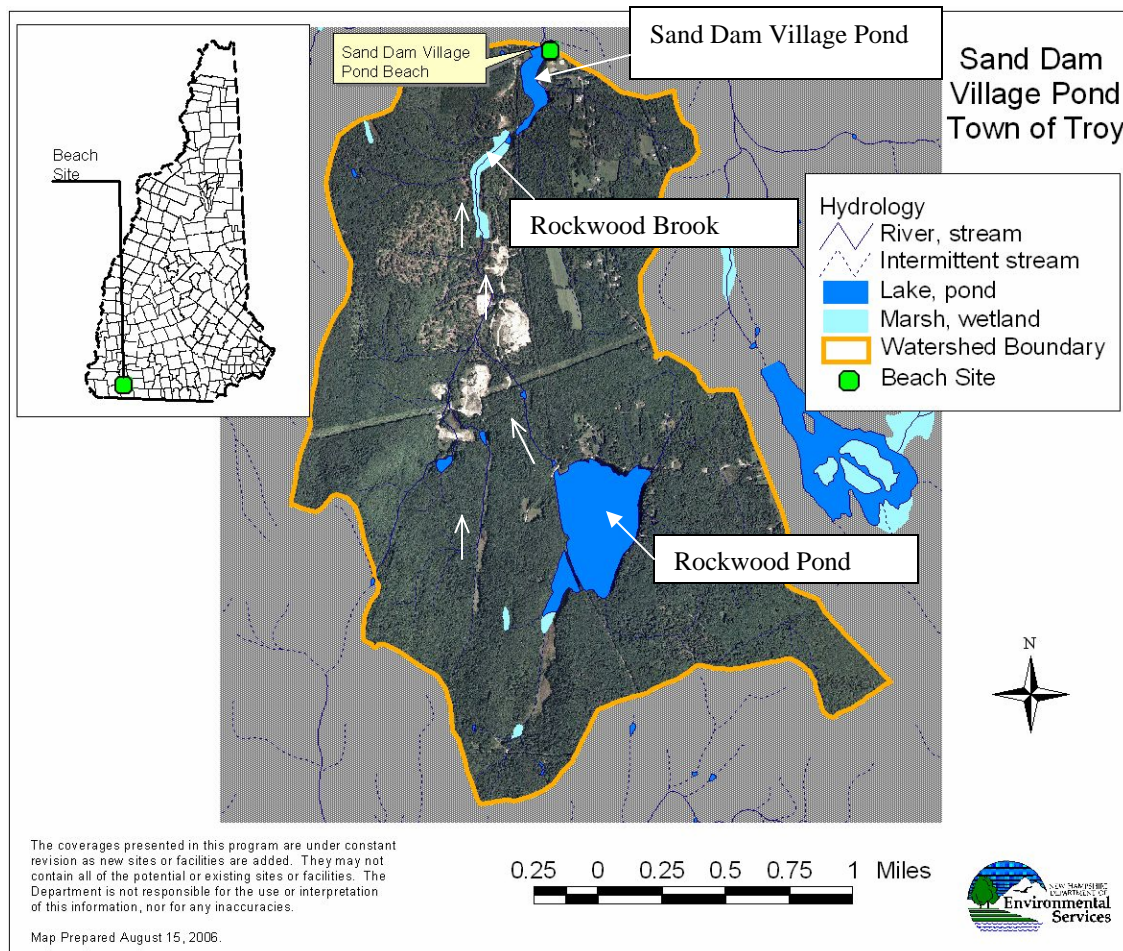 Sand Dam Village
Pond Beach
Sand Dam Village Pond
Sand Dam
Village Pond
Town of Troy
Beach
Site
Rockwood Brook
Hydrology
River, stream
Intermittent stream
Lake, pond
Marsh, wetland
Watershed Boundary
Beach Site
Rockwood Pond
N
The coverages presented in this program are under constant
revision as new sites or facilities are added. They may not
contain all of the potential or existing sites or facilities. The
Department is not responsible for the use or interpretation
of this information, nor for any inaccuracies.
Map Prepared August 15, 2006.
0.25 0 0.25 0.5 0.75 1 Miles
NEW HAMPSHIRE
DEPARTMENT OF
Environmental
Services